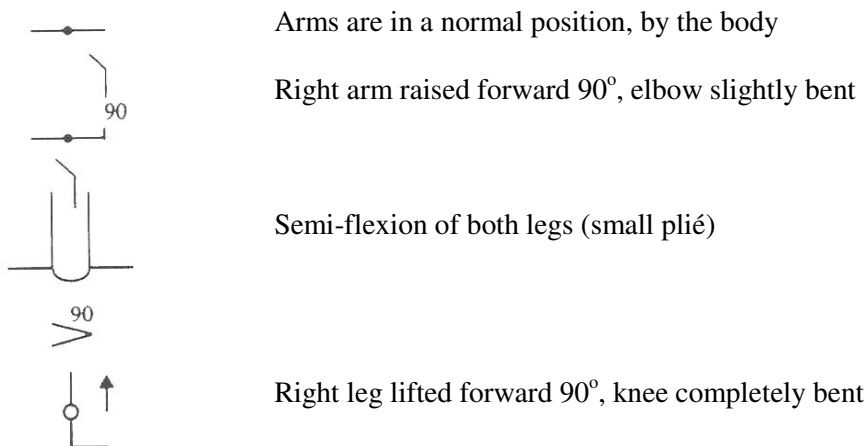 Arms are in a normal position, by the body
Right arm raised forward 90°, elbow slightly bent
90
Semi-flexion of both legs (small plié)
90
Right leg lifted forward 90°, knee completely bent